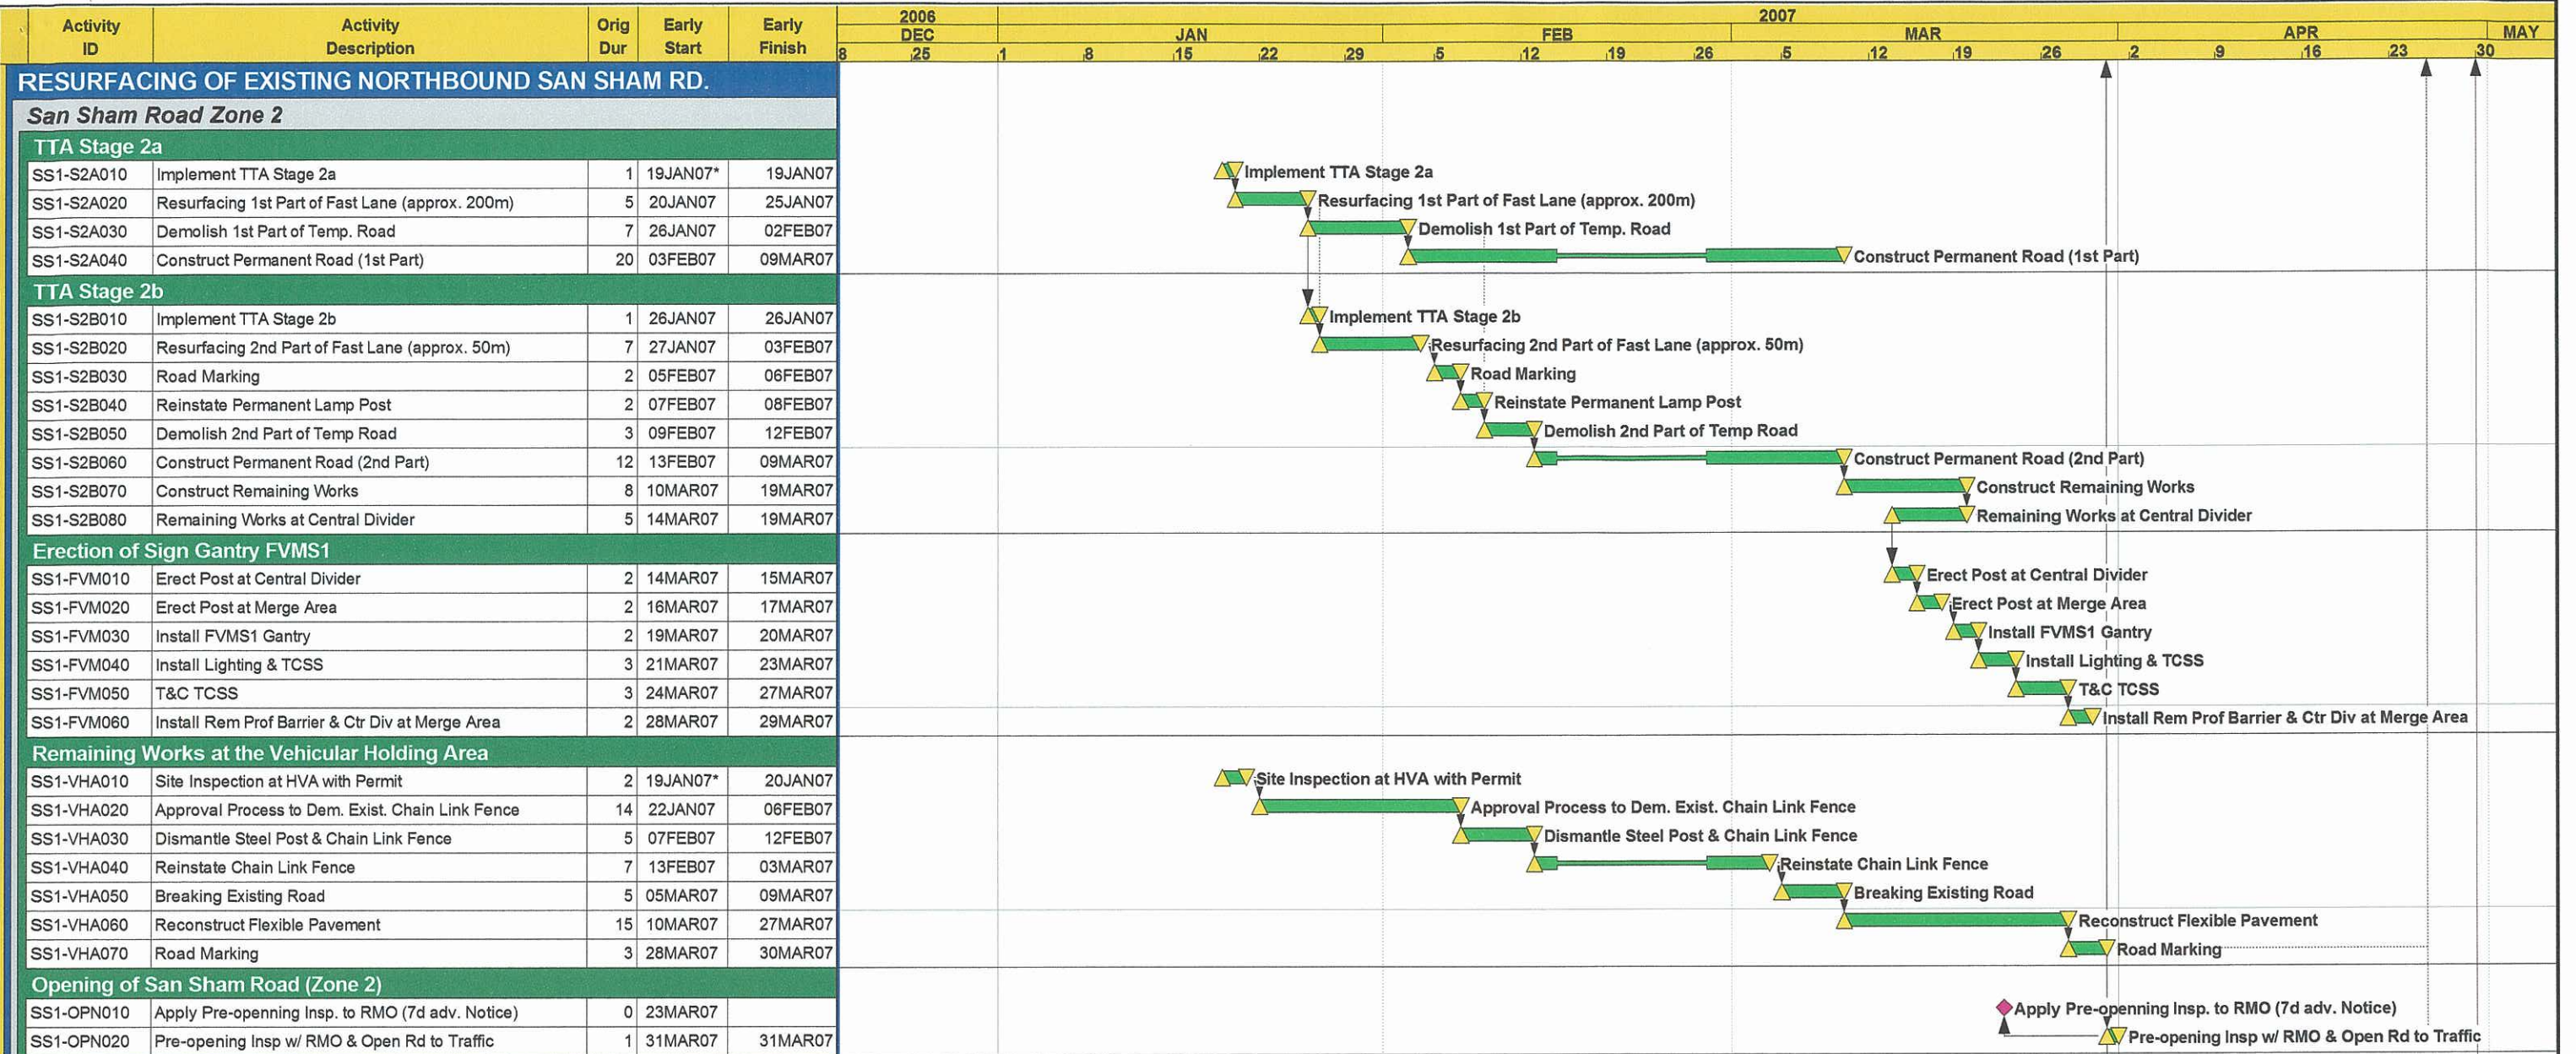 Activity ID Activity Description Orig Dur Early Start Early Finish
2006 2007
DEC JAN FEB MAR APR MAY
8 25 1 8 15 22 29 5 12 19 26 5 12 19 26 2 9 16 23 30
RESURFACING OF EXISTING NORTHBOUND SAN SHAM RD.
San Sham Road Zone 2
TTA Stage 2a
SS1-S2A010 Implement TTA Stage 2a 1 19JAN07* 19JAN07 Implement TTA Stage 2a
SS1-S2A020 Resurfacing 1st Part of Fast Lane (approx. 200m) 5 20JAN07 25JAN07 Resurfacing 1st Part of Fast Lane (approx. 200m)
SS1-S2A030 Demolish 1st Part of Temp. Road 7 26JAN07 02FEB07 Demolish 1st Part of Temp. Road
SS1-S2A040 Construct Permanent Road (1st Part) 20 03FEB07 09MAR07 Construct Permanent Road (1st Part)
TTA Stage 2b
SS1-S2B010 Implement TTA Stage 2b 1 26JAN07 26JAN07 Implement TTA Stage 2b
SS1-S2B020 Resurfacing 2nd Part of Fast Lane (approx. 50m) 7 27JAN07 03FEB07 Resurfacing 2nd Part of Fast Lane (approx. 50m)
SS1-S2B030 Road Marking 2 05FEB07 06FEB07 Road Marking
SS1-S2B040 Reinstate Permanent Lamp Post 2 07FEB07 08FEB07 Reinstate Permanent Lamp Post
SS1-S2B050 Demolish 2nd Part of Temp Road 3 09FEB07 12FEB07 Demolish 2nd Part of Temp Road
SS1-S2B060 Construct Permanent Road (2nd Part) 12 13FEB07 09MAR07 Construct Permanent Road (2nd Part)
SS1-S2B070 Construct Remaining Works 8 10MAR07 19MAR07 Construct Remaining Works
SS1-S2B080 Remaining Works at Central Divider 5 14MAR07 19MAR07 Remaining Works at Central Divider
Erection of Sign Gantry FVMS1
SS1-FVM010 Erect Post at Central Divider 2 14MAR07 15MAR07 Erect Post at Central Divider
SS1-FVM020 Erect Post at Merge Area 2 16MAR07 17MAR07 Erect Post at Merge Area
SS1-FVM030 Install FVMS1 Gantry 2 19MAR07 20MAR07 Install FVMS1 Gantry
SS1-FVM040 Install Lighting & TCSS 3 21MAR07 23MAR07 Install Lighting & TCSS
SS1-FVM050 T&C TCSS 3 24MAR07 27MAR07 T&C TCSS
SS1-FVM060 Install Rem Prof Barrier & Ctr Div at Merge Area 2 28MAR07 29MAR07 Install Rem Prof Barrier & Ctr Div at Merge Area
Remaining Works at the Vehicular Holding Area
SS1-VHA010 Site Inspection at HVA with Permit 2 19JAN07* 20JAN07 Site Inspection at HVA with Permit
SS1-VHA020 Approval Process to Dem. Exist. Chain Link Fence 14 22JAN07 06FEB07 Approval Process to Dem. Exist. Chain Link Fence
SS1-VHA030 Dismantle Steel Post & Chain Link Fence 5 07FEB07 12FEB07 Dismantle Steel Post & Chain Link Fence
SS1-VHA040 Reinstate Chain Link Fence 7 13FEB07 03MAR07 Reinstate Chain Link Fence
SS1-VHA050 Breaking Existing Road 5 05MAR07 09MAR07 Breaking Existing Road
SS1-VHA060 Reconstruct Flexible Pavement 15 10MAR07 27MAR07 Reconstruct Flexible Pavement
SS1-VHA070 Road Marking 3 28MAR07 30MAR07 Road Marking
Opening of San Sham Road (Zone 2)
SS1-OPN010 Apply Pre-openning Insp. to RMO (7d adv. Notice) 0 23MAR07 Apply Pre-openning Insp. to RMO (7d adv. Notice)
SS1-OPN020 Pre-opening Insp w/ RMO & Open Rd to Traffic 1 31MAR07 31MAR07 Pre-opening Insp w/ RMO & Open Rd to Traffic